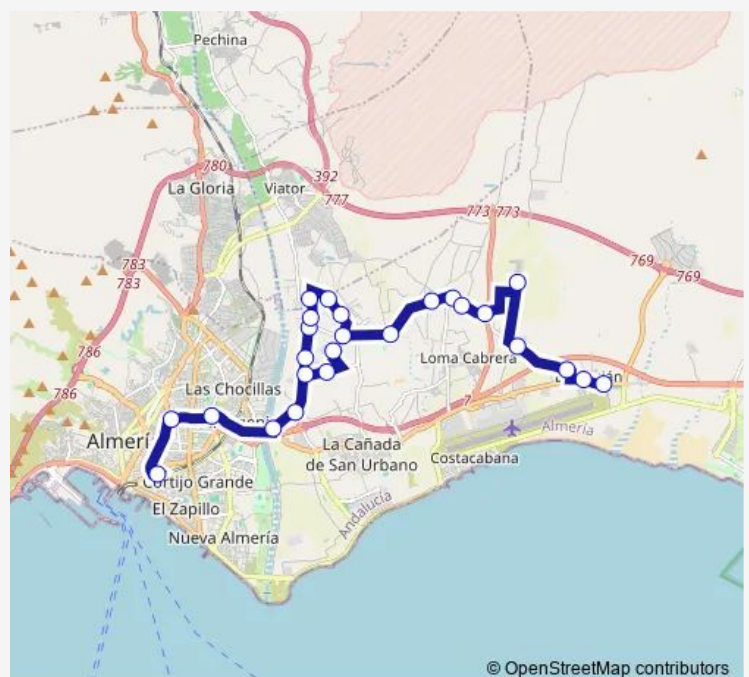 Pechina
780
392
La Gloria
Viator
777
773 773
783
783
769
769
786
Loma Cabrera
786
Las Chocillas
7
Almerí
La Cañada
de San Urbano
Almería
Costacabana
Cortijo Grande
El Zapillo
Andalucía
Nueva Almería
© OpenStreetMap contributors